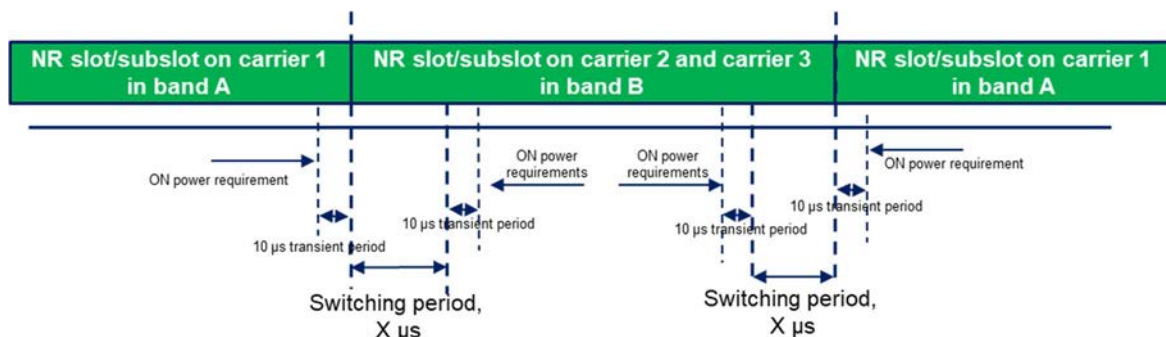 NR slot/subslot on carrier 1
in band A
NR slot/subslot on carrier 2 and carrier 3
in band B
NR slot/subslot on carrier 1
in band A
ON power requirement
ON power
requirements
ON power
requirements
ON power requirement
10 µs transient period
10 µs transient period
10 µs transient period
10 µs transient period
Switching period,
X µs
Switching period,
X µs